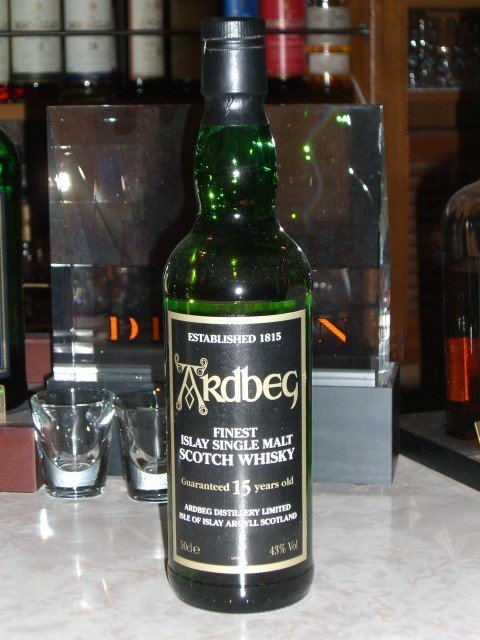 ESTABLISHED 1815
ARDBEG
FINEST
ISLAY SINGLE MALT
SCOTCH WHISKY
Guaranteed 15 years old
ARDBEG DISTILLERY LIMITED
ISLE OF ISLAY ARGYLL SCOTLAND
50cl e 43% Vol